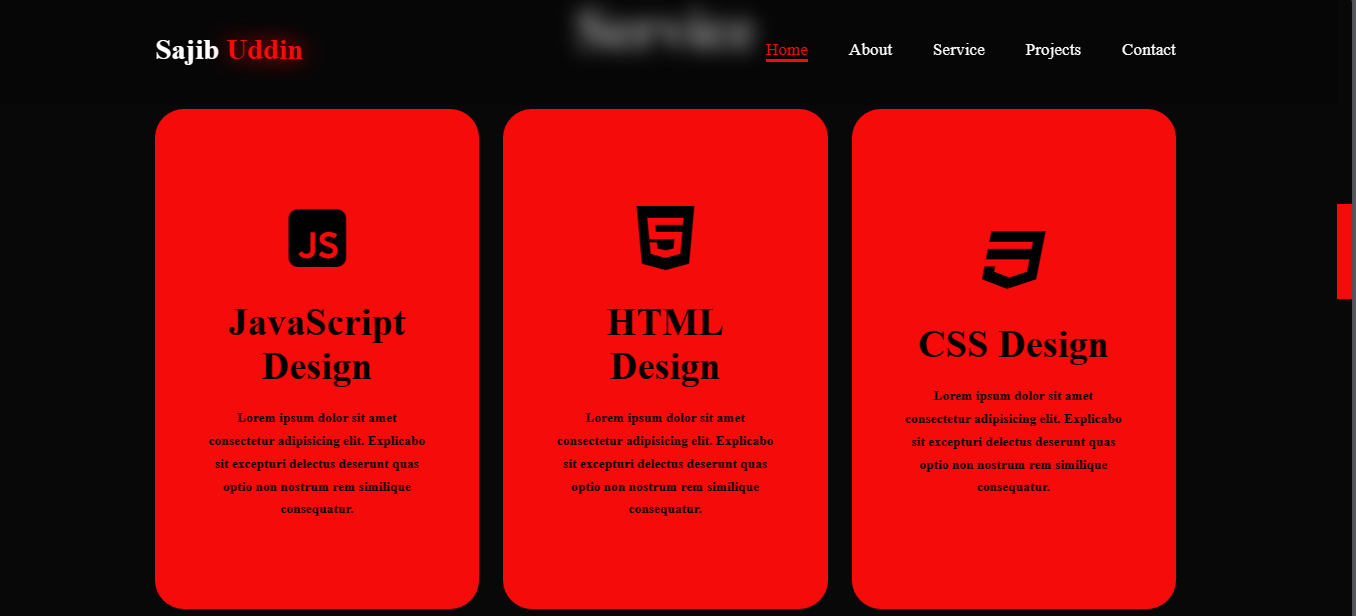 Service
Sajib Uddin
Home About Service Projects Contact
JS
JavaScript
Design
Lorem ipsum dolor sit amet
consectetur adipisicing elit. Explicabo
sit excepturi delectus deserunt quas
optio non nostrum rem similique
consequatur.
5
HTML
Design
Lorem ipsum dolor sit amet
consectetur adipisicing elit. Explicabo
sit excepturi delectus deserunt quas
optio non nostrum rem similique
consequatur.
CSS Design
Lorem ipsum dolor sit amet
consectetur adipisicing elit. Explicabo
sit excepturi delectus deserunt quas
optio non nostrum rem similique
consequatur.